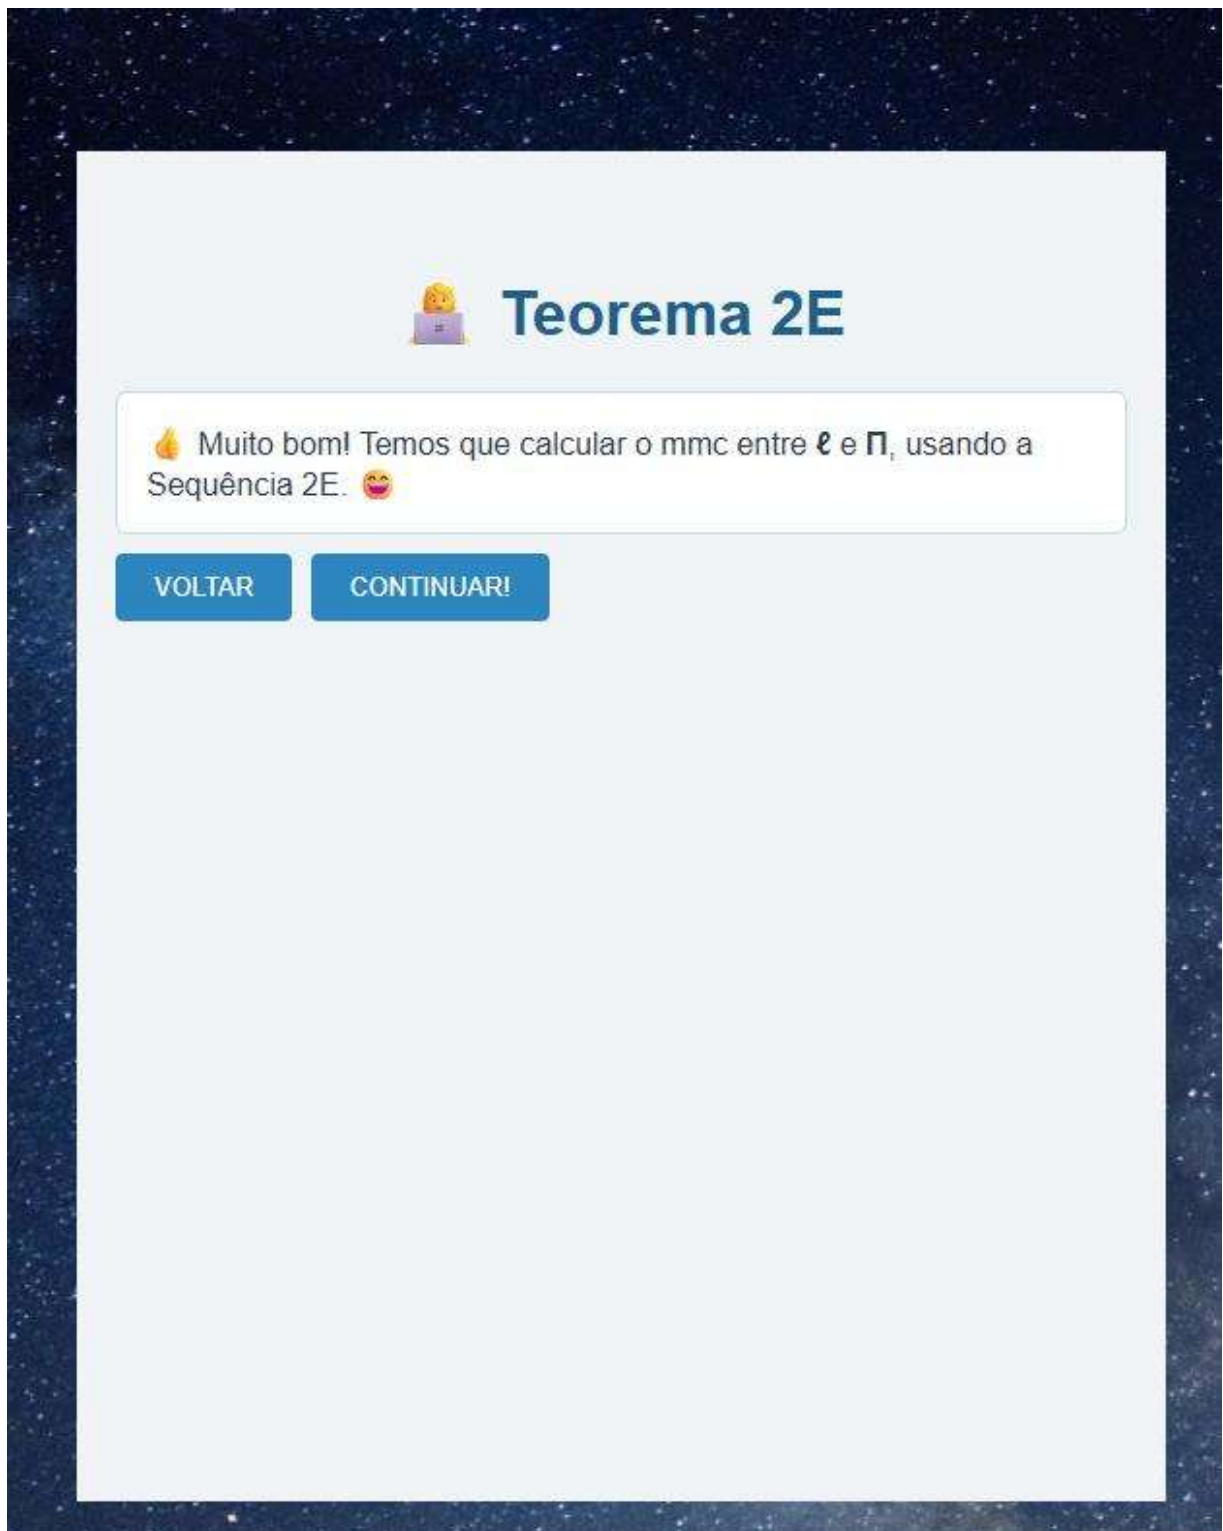 Teorema 2E
👍 Muito bom! Temos que calcular o mmc entre ℓ e Π, usando a
Sequência 2E. 😄
VOLTAR
CONTINUAR!